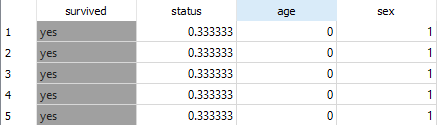 survived status age sex
1 yes 0.333333 0 1
2 yes 0.333333 0 1
3 yes 0.333333 0 1
4 yes 0.333333 0 1
5 yes 0.333333 0 1